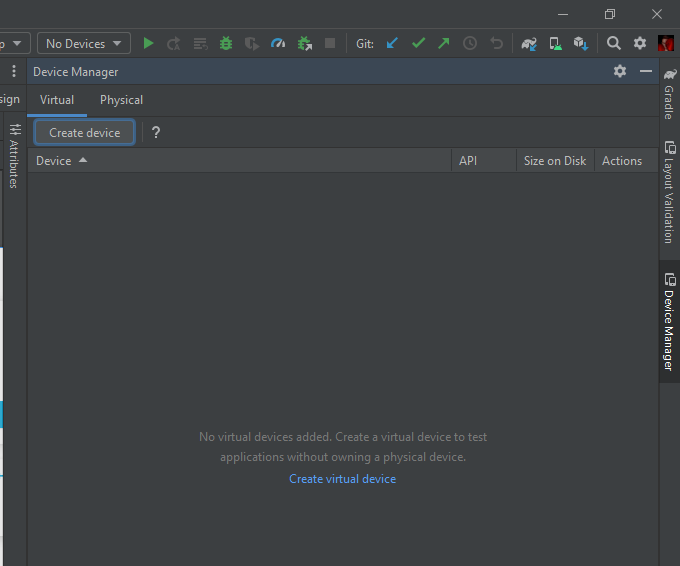 p
No Devices
Git:
Device Manager
sign
Virtual
Physical
Create device
?
Attributes
Device
API
Size on Disk
Actions
No virtual devices added. Create a virtual device to test
applications without owning a physical device.
Create virtual device
Gradle
Layout Validation
Device Manager